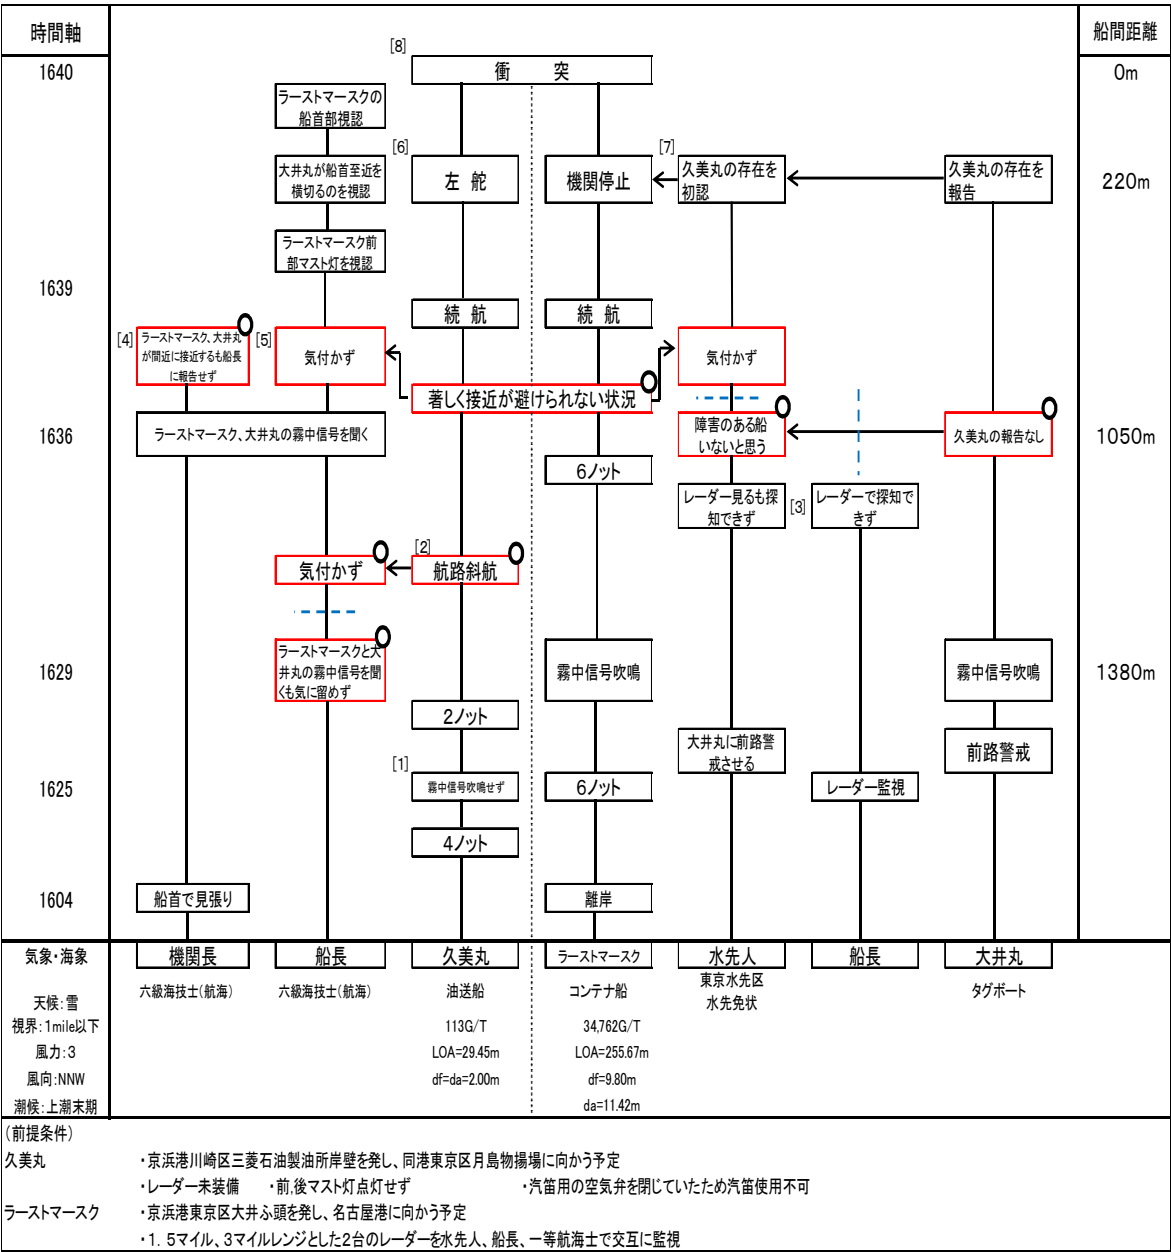 時間軸
船間距離
[8]
1640
衝 突
0m
ラーストマースクの
船首部視認
[6]
[7]
大井丸が船首至近を
横切るのを視認
左 舵
機関停止
久美丸の存在を
初認
久美丸の存在を
報告
220m
ラーストマースク前
部マスト灯を視認
1639
続 航
続 航
[4]
ラーストマースク、大井丸
が間近に接近するも船長
に報告せず
[5]
気付かず
気付かず
著しく接近が避けられない状況
1636
ラーストマースク、大井丸の霧中信号を聞く
障害のある船
いないと思う
久美丸の報告なし
1050m
6ノット
レーダー見るも探
知できず
[3]
レーダーで探知で
きず
[2]
気付かず
航路斜航
1629
ラーストマースクと大
井丸の霧中信号を聞
くも気に留めず
霧中信号吹鳴
霧中信号吹鳴
1380m
2ノット
大井丸に前路警
戒させる
前路警戒
[1]
1625
霧中信号吹鳴せず
6ノット
レーダー監視
4ノット
1604
船首で見張り
離岸
気象・海象
機関長
船長
久美丸
ラーストマースク
水先人
船長
大井丸
六級海技士(航海)
六級海技士(航海)
油送船
コンテナ船
東京水先区
水先免状
タグボート
天候:雪
視界:1mile以下
113G/T
34,762G/T
風力:3
LOA=29.45m
LOA=255.67m
風向:NNW
df=da=2.00m
df=9.80m
潮候:上潮末期
da=11.42m
(前提条件)
久美丸
・京浜港川崎区三菱石油製油所岸壁を発し、同港東京区月島物揚場に向かう予定
・レーダー未装備 ・前,後マスト灯点灯せず ・汽笛用の空気弁を閉じていたため汽笛使用不可
ラーストマースク
・京浜港東京区大井ふ頭を発し、名古屋港に向かう予定
・1.5マイル、3マイルレンジとした2台のレーダーを水先人、船長、一等航海士で交互に監視